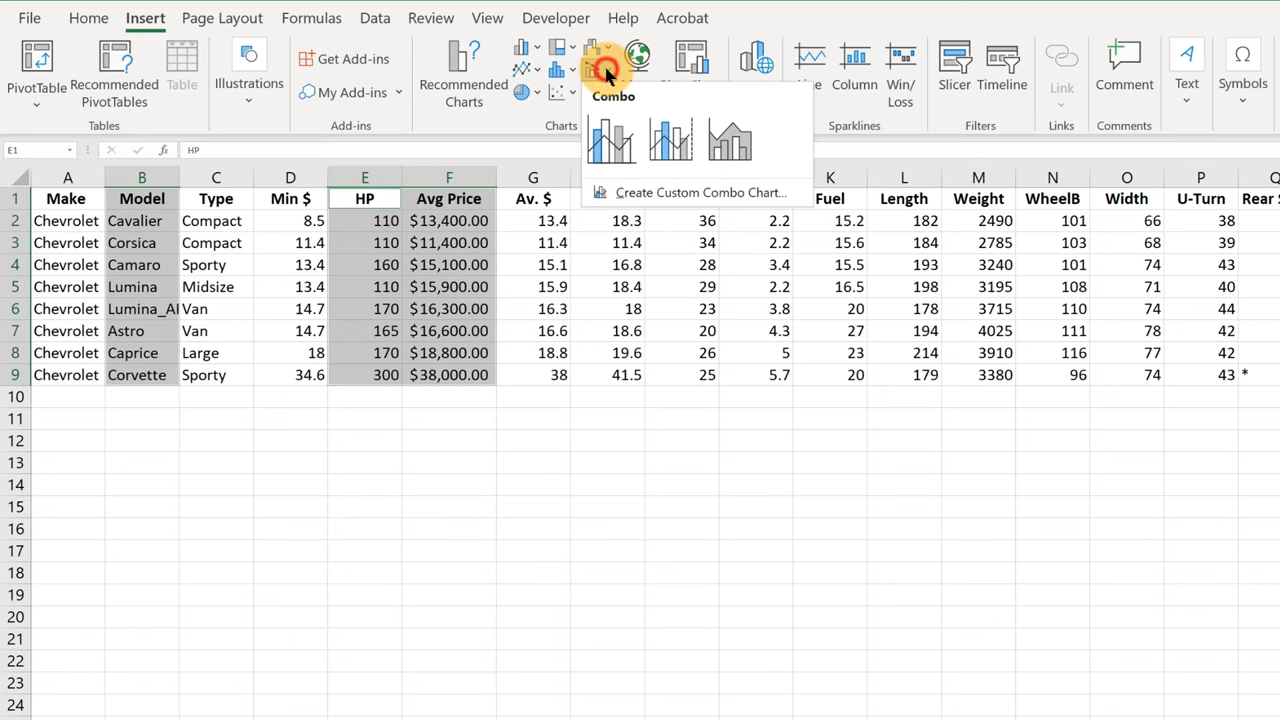 File Home Insert Page Layout Formulas Data Review View Developer Help Acrobat
PivotTable
Recommended
PivotTables
Table
Tables
Illustrations
Get Add-ins
My Add-ins
Add-ins
Recommended
Charts
Charts
Column
Win/
Loss
Sparklines
Slicer
Timeline
Filters
Link
Links
Comment
Comments
Text
Symbols
Combo
Create Custom Combo Chart...
E1 fx HP
A B C D E F G K L M N O P Q
1 Make Model Type Min $ HP Avg Price Av. $ Fuel Length Weight WheelB Width U-Turn Rear
2 Chevrolet Cavalier Compact 8.5 110 $13,400.00 13.4 18.3 36 2.2 15.2 182 2490 101 66 38
3 Chevrolet Corsica Compact 11.4 110 $11,400.00 11.4 11.4 34 2.2 15.6 184 2785 103 68 39
4 Chevrolet Camaro Sporty 13.4 160 $15,100.00 15.1 16.8 28 3.4 15.5 193 3240 101 74 43
5 Chevrolet Lumina Midsize 13.4 110 $15,900.00 15.9 18.4 29 2.2 16.5 198 3195 108 71 40
6 Chevrolet Lumina_AP Van 14.7 170 $16,300.00 16.3 18 23 3.8 20 178 3715 110 74 44
7 Chevrolet Astro Van 14.7 165 $16,600.00 16.6 18.6 20 4.3 27 194 4025 111 78 42
8 Chevrolet Caprice Large 18 170 $18,800.00 18.8 19.6 26 5 23 214 3910 116 77 42
9 Chevrolet Corvette Sporty 34.6 300 $38,000.00 38 41.5 25 5.7 20 179 3380 96 74 43 *
10
11
12
13
14
15
16
17
18
19
20
21
22
23
24